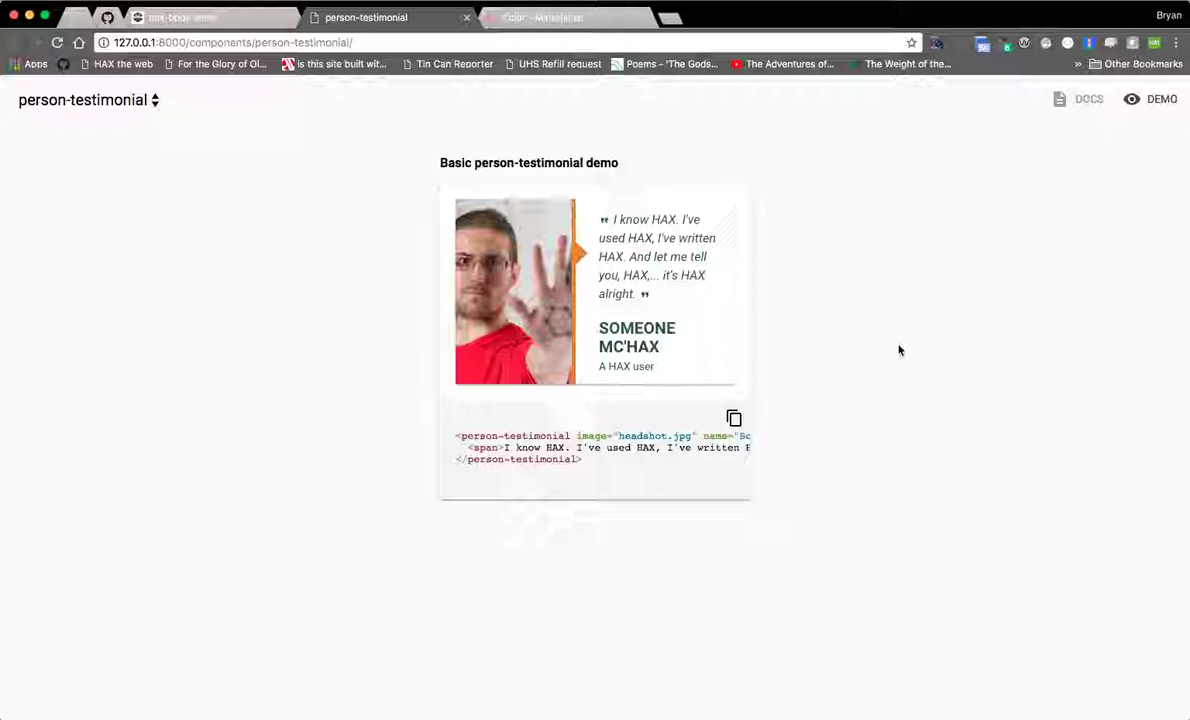 person-testimonial
Bryan
127.0.0.1:8000/components/person-testimonial/
Apps
HAX the web
For the Glory of Ol...
is this site built wit...
Tin Can Reporter
UHS Refill request
Poems - 'The Gods...
The Adventures of...
The Weight of the...
» Other Bookmarks
person-testimonial
DOCS
DEMO
Basic person-testimonial demo
❞ I know HAX. I've
used HAX, I've written
HAX. And let me tell
you, HAX,... it's HAX
alright. ❞
SOMEONE
MC'HAX
A HAX user
<person-testimonial image="headshot.jpg" name="So
<span>I know HAX. I've used HAX, I've written H
</person-testimonial>